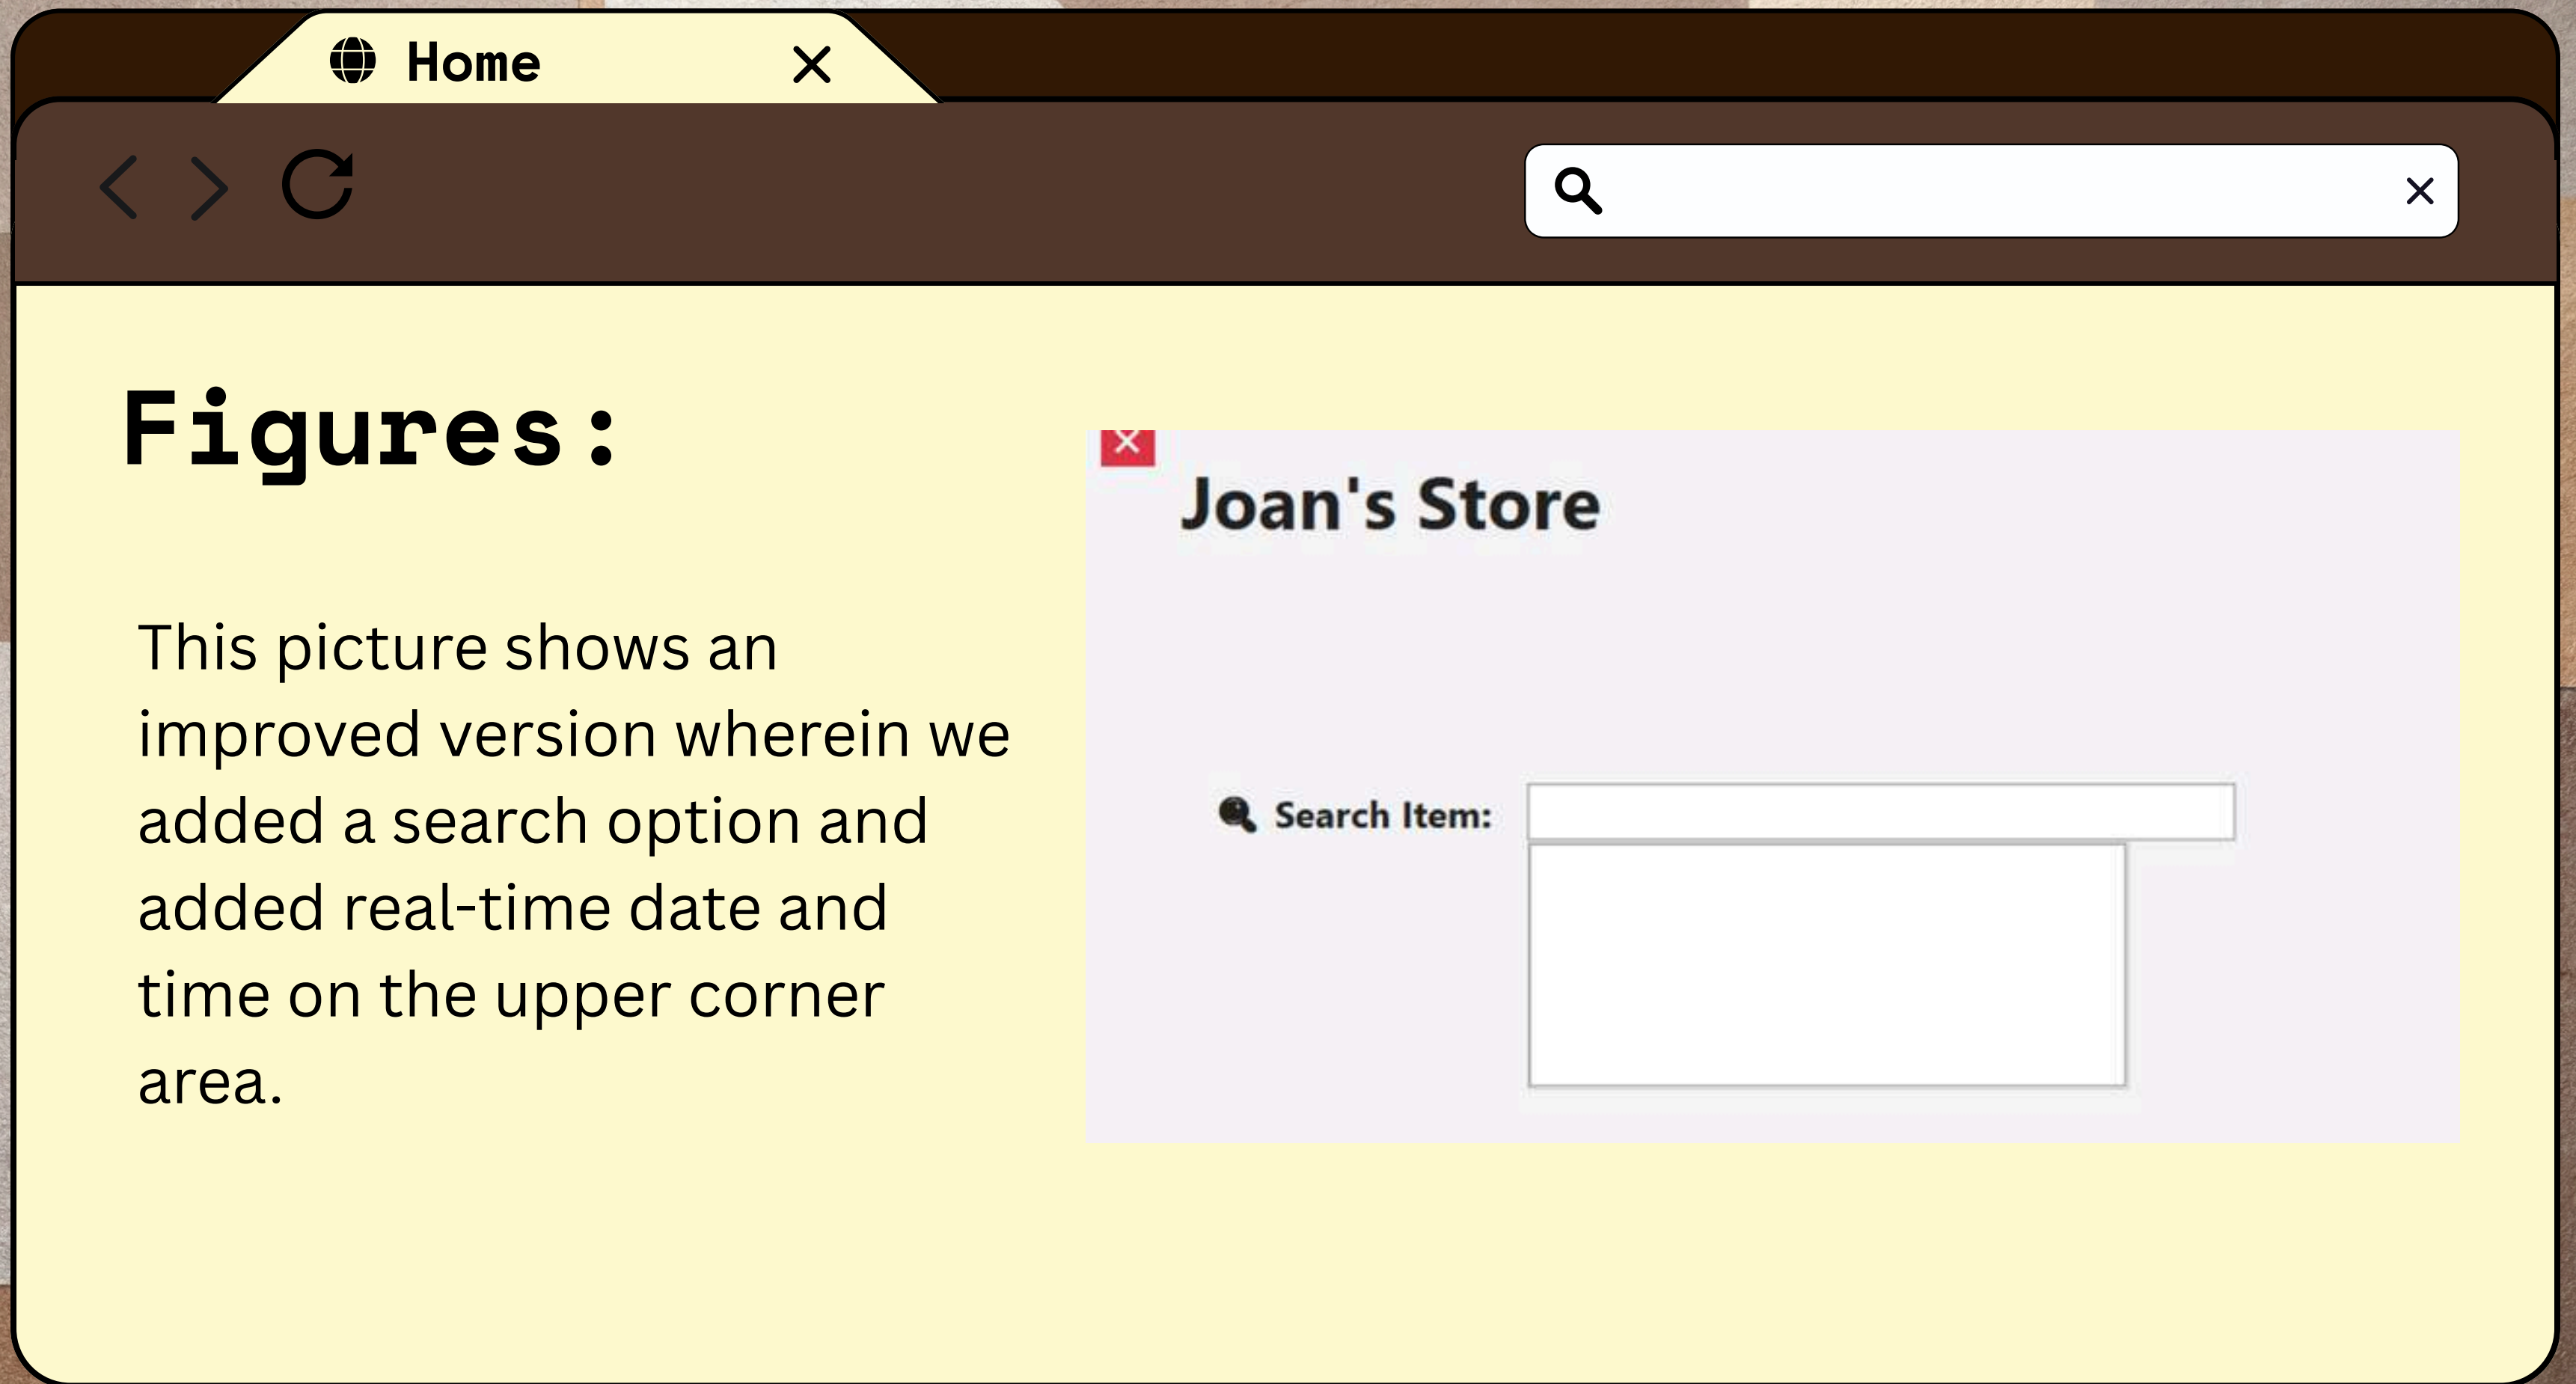 Home
Figures:
This picture shows an
improved version wherein we
added a search option and
added real-time date and
time on the upper corner
area.
Joan's Store
Search Item: